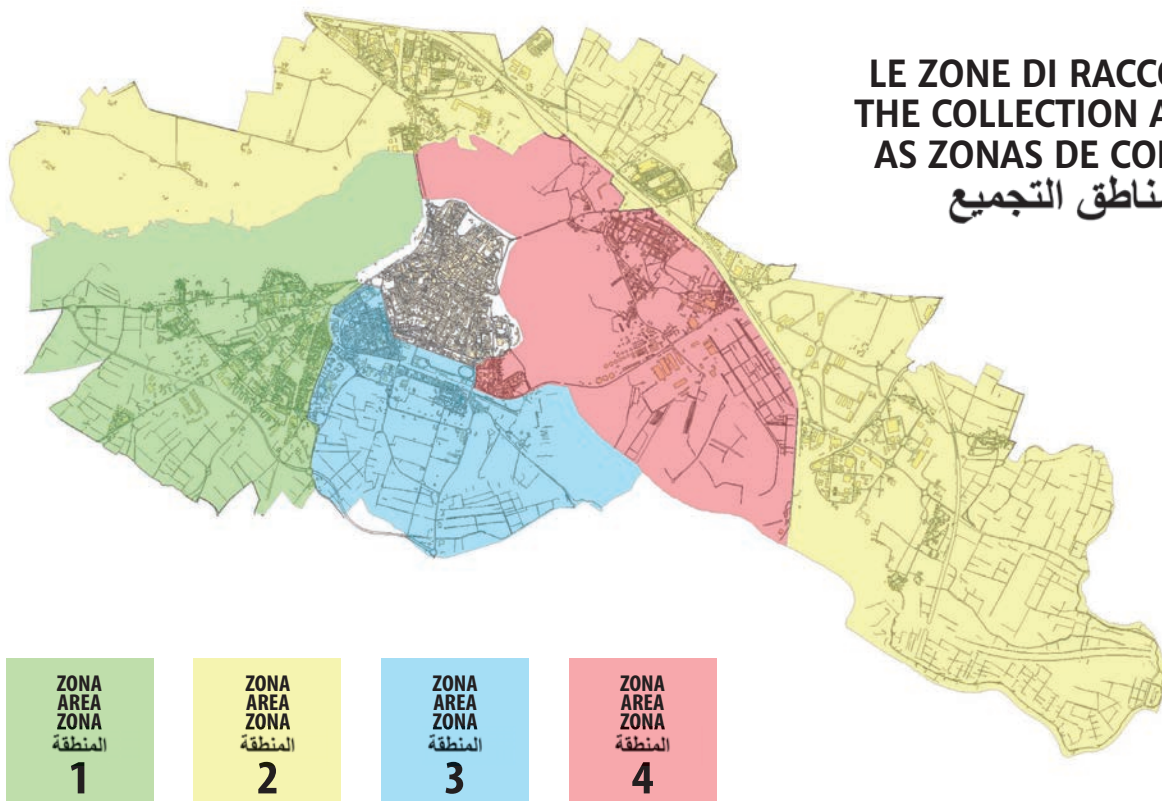 LE ZONE DI RACCO
THE COLLECTION A
AS ZONAS DE COL
ناطق التجميع
ZONA
AREA
ZONA
المنطقة
1
ZONA
AREA
ZONA
المنطقة
2
ZONA
AREA
ZONA
المنطقة
3
ZONA
AREA
ZONA
المنطقة
4